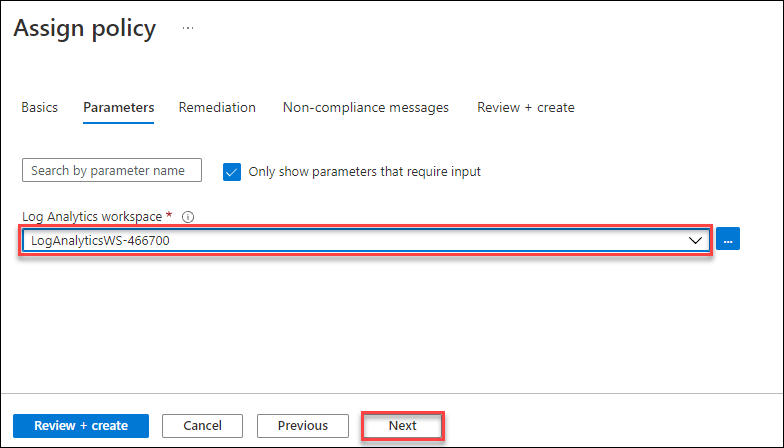 Assign policy ...
Basics Parameters Remediation Non-compliance messages Review + create
Search by parameter name Only show parameters that require input
Log Analytics workspace *
LogAnalyticsWS-466700 ...
Review + create Cancel Previous Next